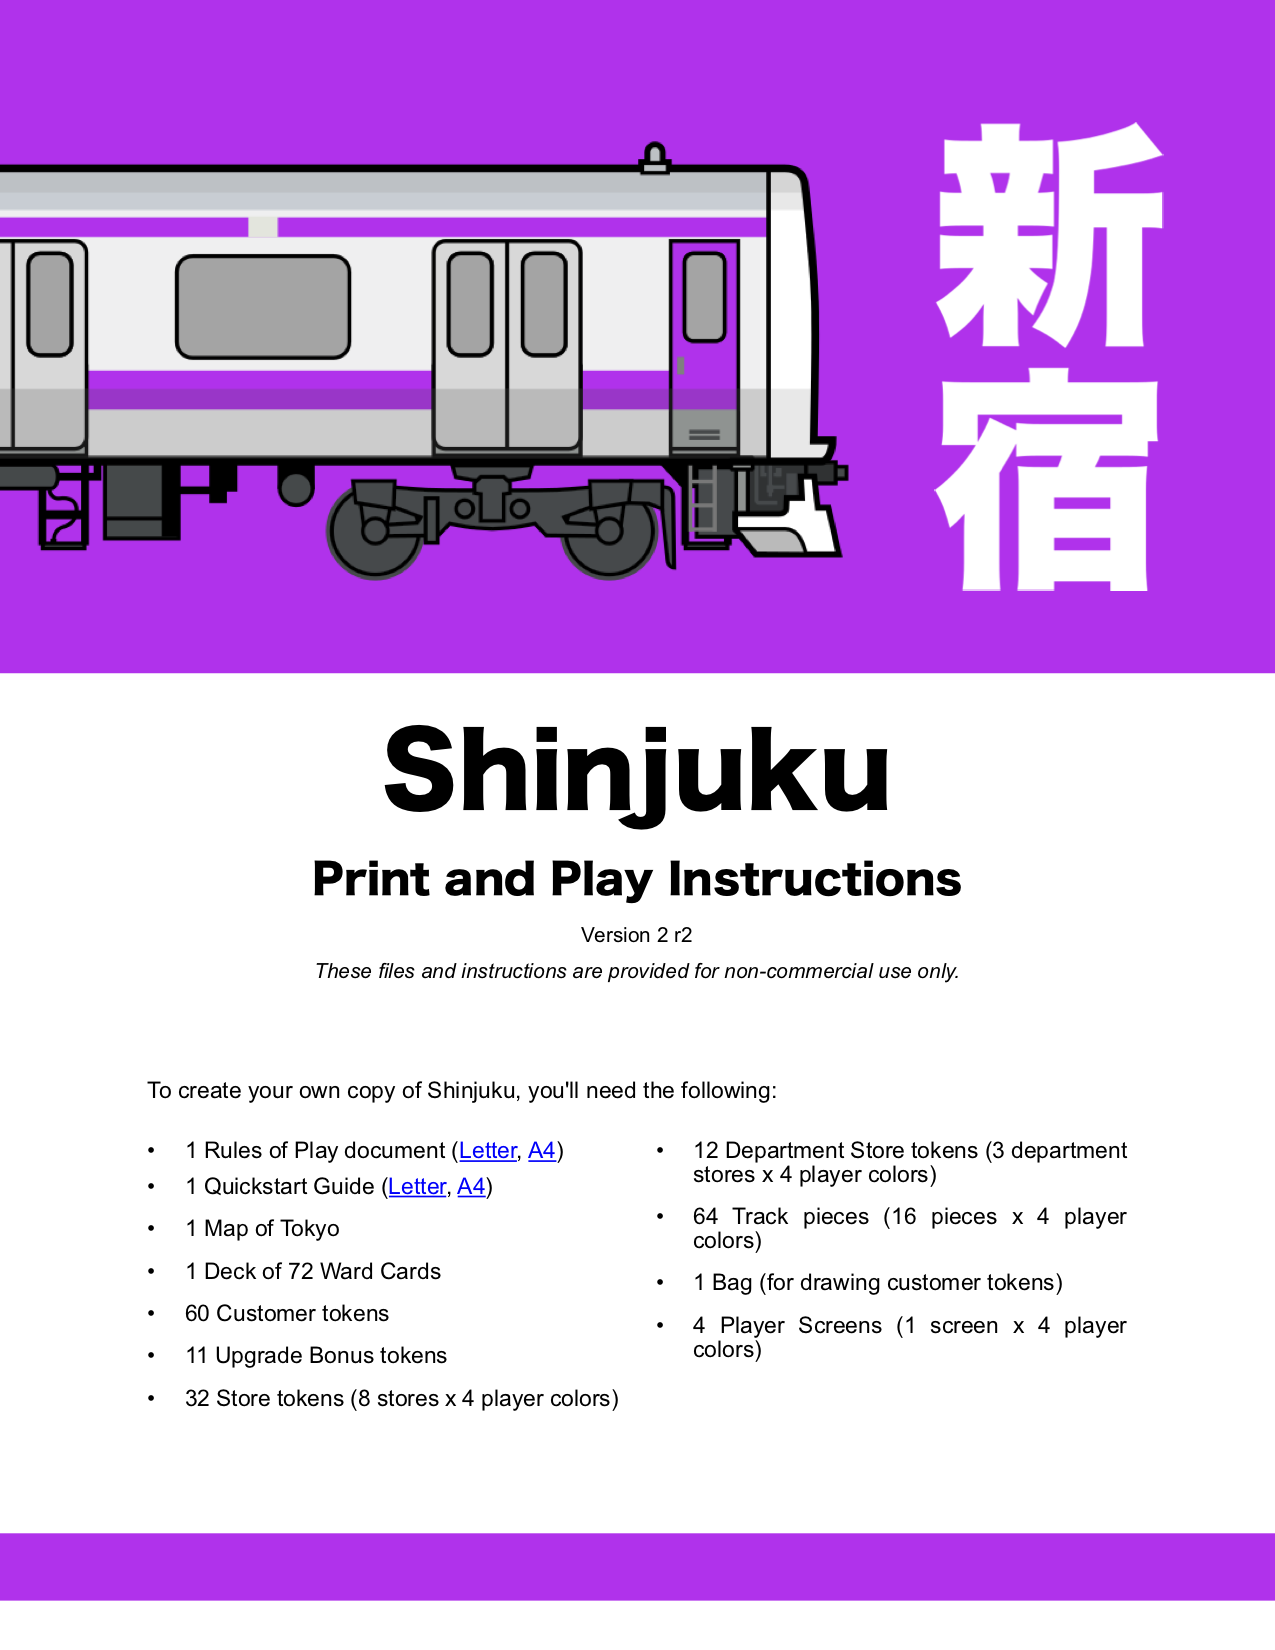 新宿
Shinjuku
Print and Play Instructions
Version 2 r2
These files and instructions are provided for non-commercial use only.
To create your own copy of Shinjuku, you'll need the following:
• 1 Rules of Play document (Letter, A4)
• 1 Quickstart Guide (Letter, A4)
• 1 Map of Tokyo
• 1 Deck of 72 Ward Cards
• 60 Customer tokens
• 11 Upgrade Bonus tokens
• 32 Store tokens (8 stores x 4 player colors)
• 12 Department Store tokens (3 department
stores x 4 player colors)
• 64 Track pieces (16 pieces x 4 player
colors)
• 1 Bag (for drawing customer tokens)
• 4 Player Screens (1 screen x 4 player
colors)